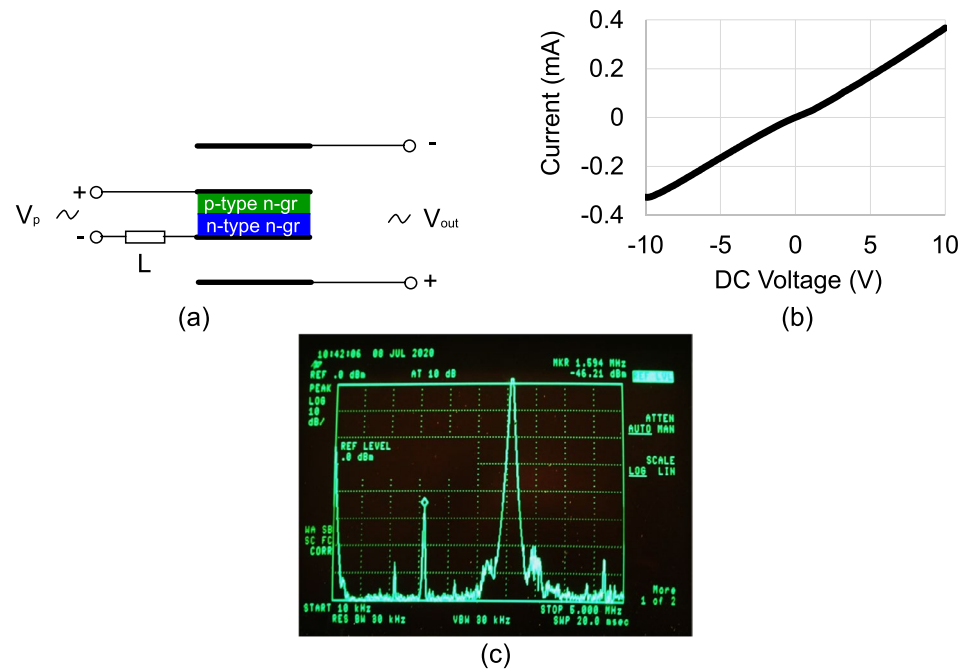 -
+
p-type n-gr
Vp
Vout
n-type n-gr
-
L
+
(a)
Current (mA)
0.4
0.2
0
-0.2
-0.4
-10
-5
0
5
10
DC Voltage (V)
(b)
10:42:06 08 JUL 2020
REF .0 dBm
AT 10 dB
MKR 1.594 MHz
-46.21 dBm
REF LVL
PEAK
LOG
10
dB/
REF LEVEL
.0 dBm
ATTEN
AUTO MAN
SCALE
LOG LIN
WA SB
SC FC
CORR
START 10 kHz
STOP 5.000 MHz
RES BW 30 kHz
VBW 30 kHz
SWP 20.0 msec
More
1 of 2
(c)